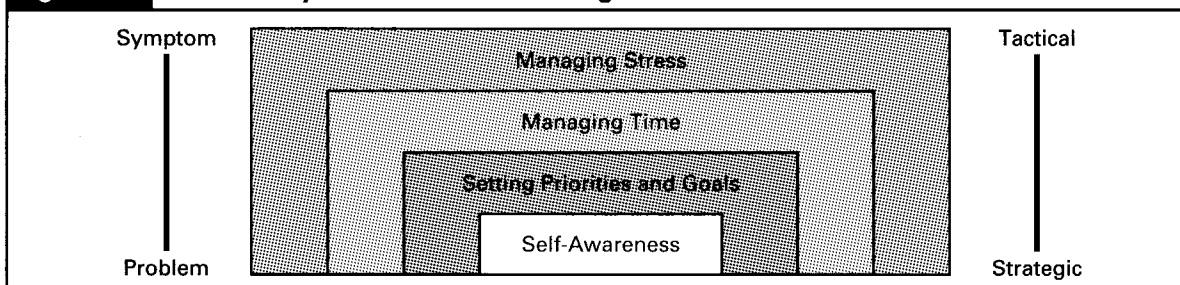 Symptom
Managing Stress
Tactical
Managing Time
Setting Priorities and Goals
Self-Awareness
Problem
Strategic